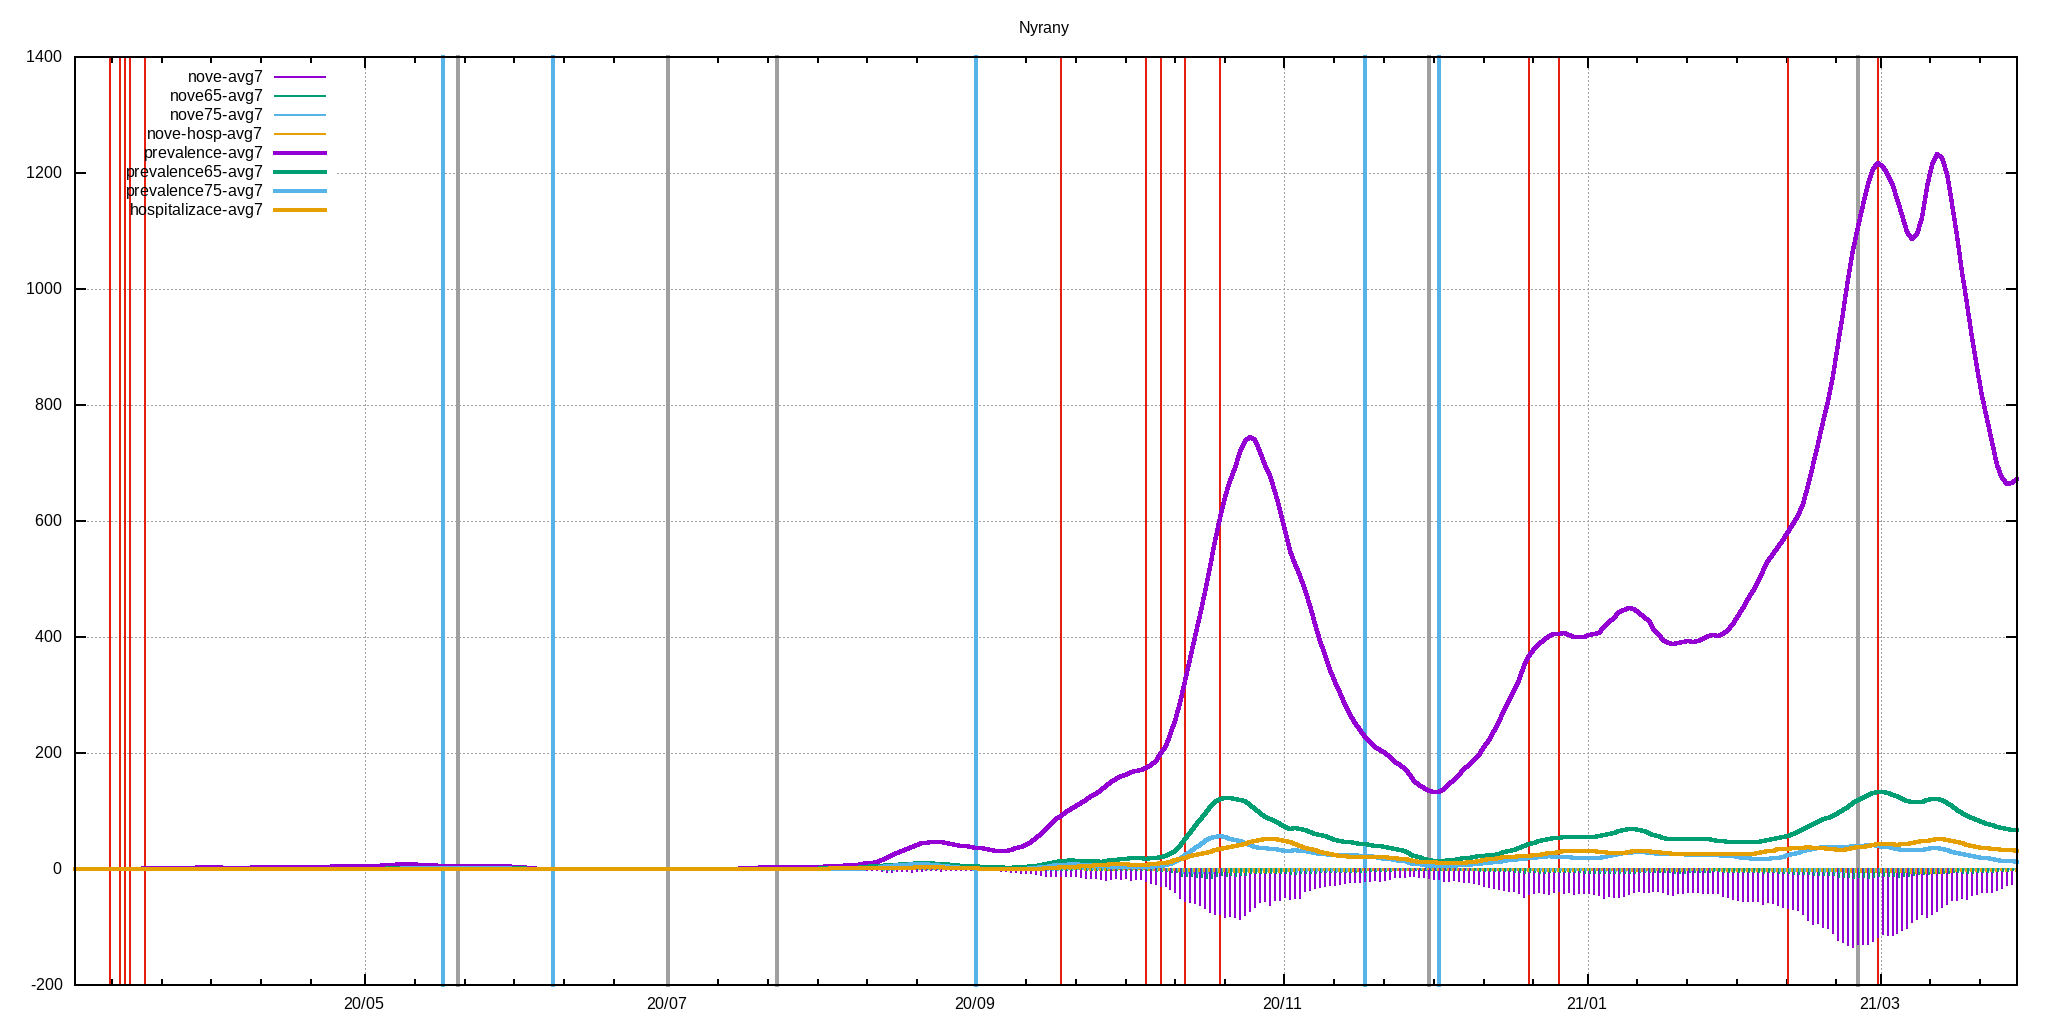 Nyrany
1400
1200
1000
800
600
400
200
0
-200
nove-avg7
nove65-avg7
nove75-avg7
nove-hosp-avg7
prevalence-avg7
prevalence65-avg7
prevalence75-avg7
hospitalizace-avg7
20/05 20/07 20/09 20/11 21/01 21/03